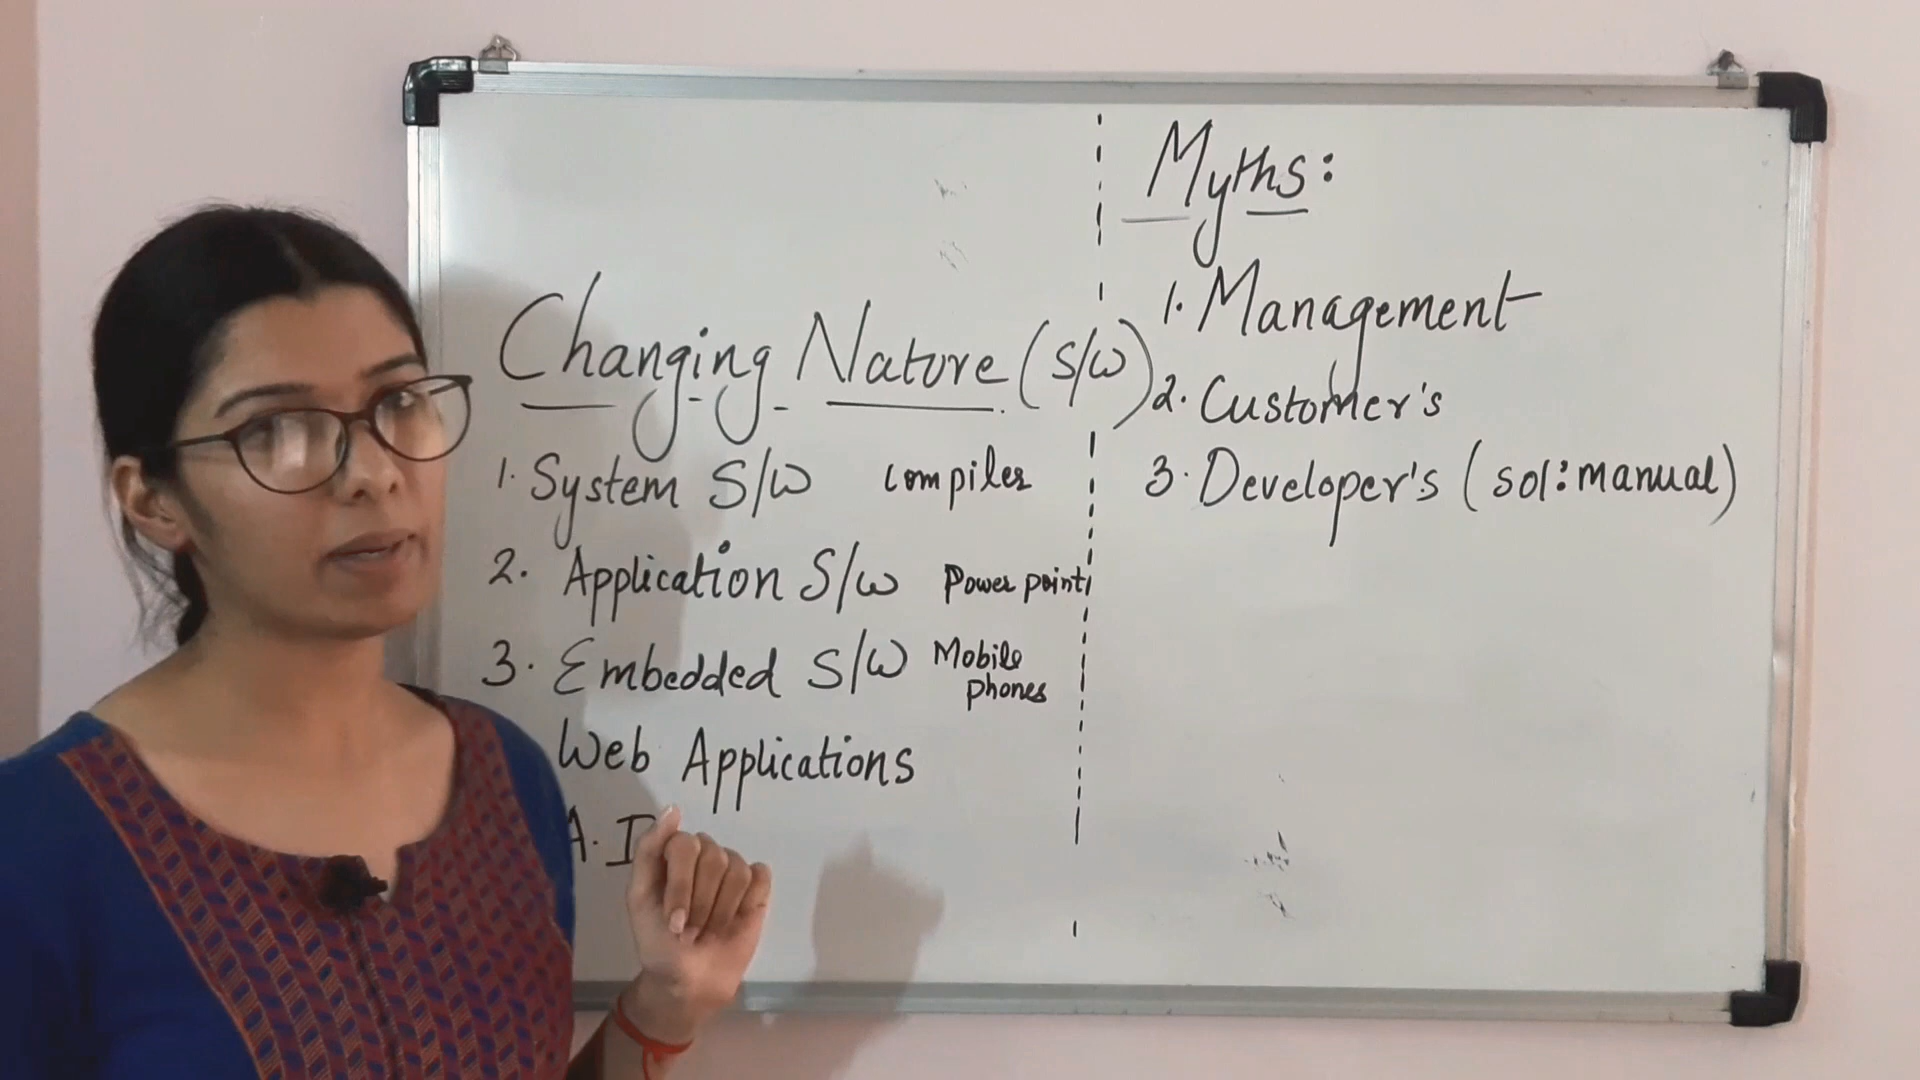 Changing Nature (S/W)
1. System S/W compiler
2. Application S/W Power point
3. Embedded S/W Mobile
phones
Web Applications
A. I
Myths:
1. Management
2. Customer's
3. Developer's (sol: manual)